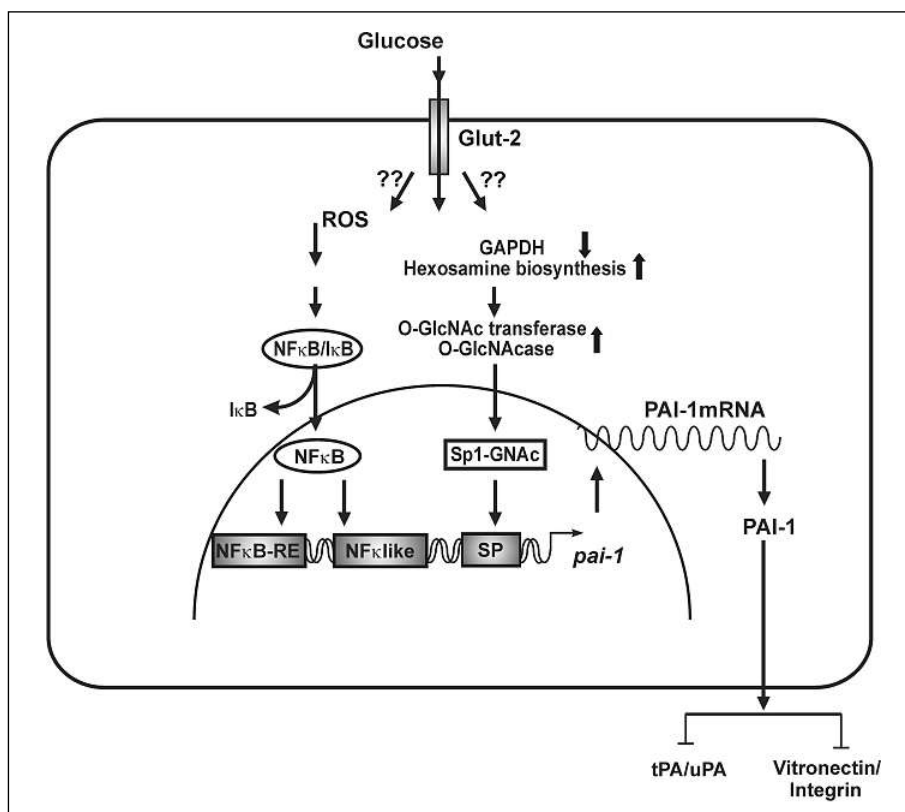 Glucose
Glut-2
??
??
ROS
GAPDH
Hexosamine biosynthesis
O-GlcNAc transferase
O-GlcNAcase
NFκB/IκB
IκB
PAI-1mRNA
NFκB
Sp1-GNAc
PAI-1
NFκB-RE
NFκlike
SP
pai-1
tPA/uPA
Vitronectin/
Integrin